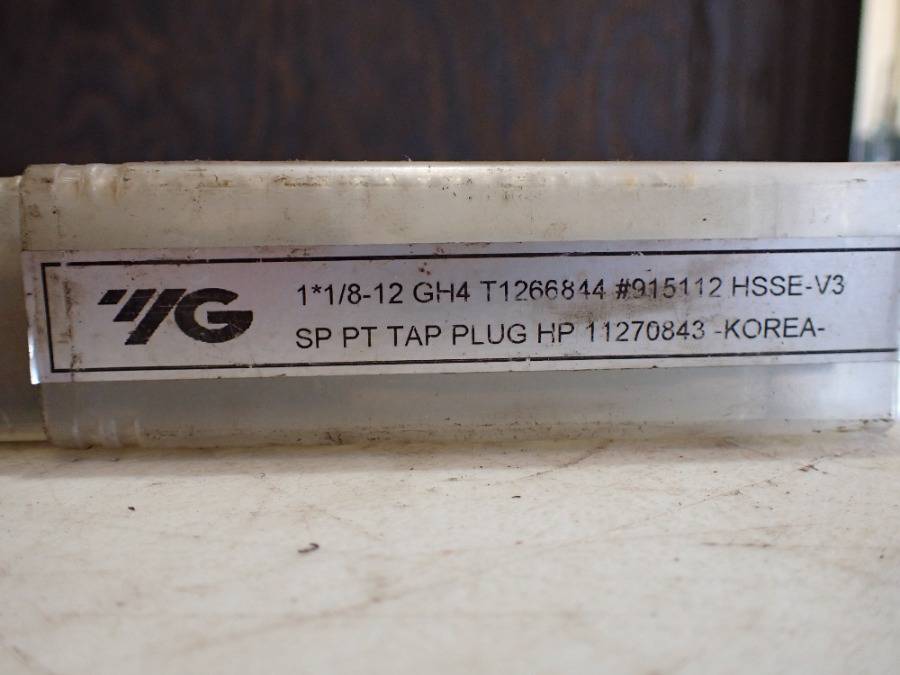 YG
1*1/8-12 GH4 T1266844 #915112 HSSE-V3
SP PT TAP PLUG HP 11270843 -KOREA-